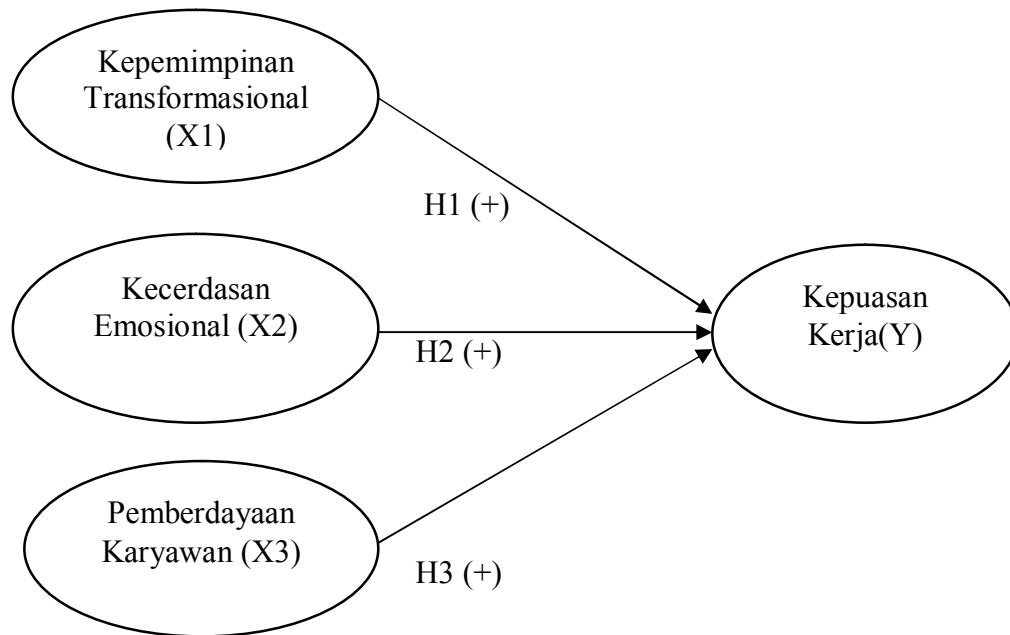 Kepemimpinan
Transformasional
(X1)
H1 (+)
Kecerdasan
Emosional (X2)
H2 (+)
Kepuasan
Kerja(Y)
Pemberdayaan
Karyawan (X3)
H3 (+)